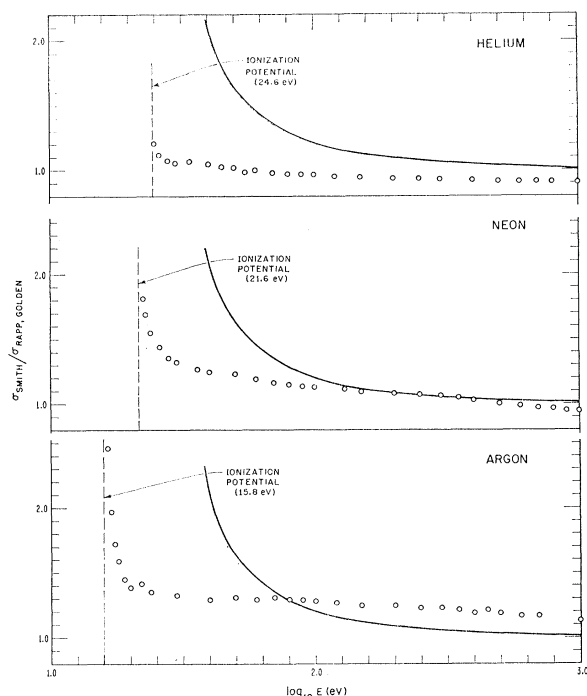 HELIUM
2.0
IONIZATION
POTENTIAL
(24.6 eV)
1.0
NEON
IONIZATION
POTENTIAL
(21.6 eV)
2.0
1.0
σSMITH/σRAPP, GOLDEN
ARGON
IONIZATION
POTENTIAL
(15.8 eV)
2.0
1.0
1.0 2.0 3.0
log10 E (eV)